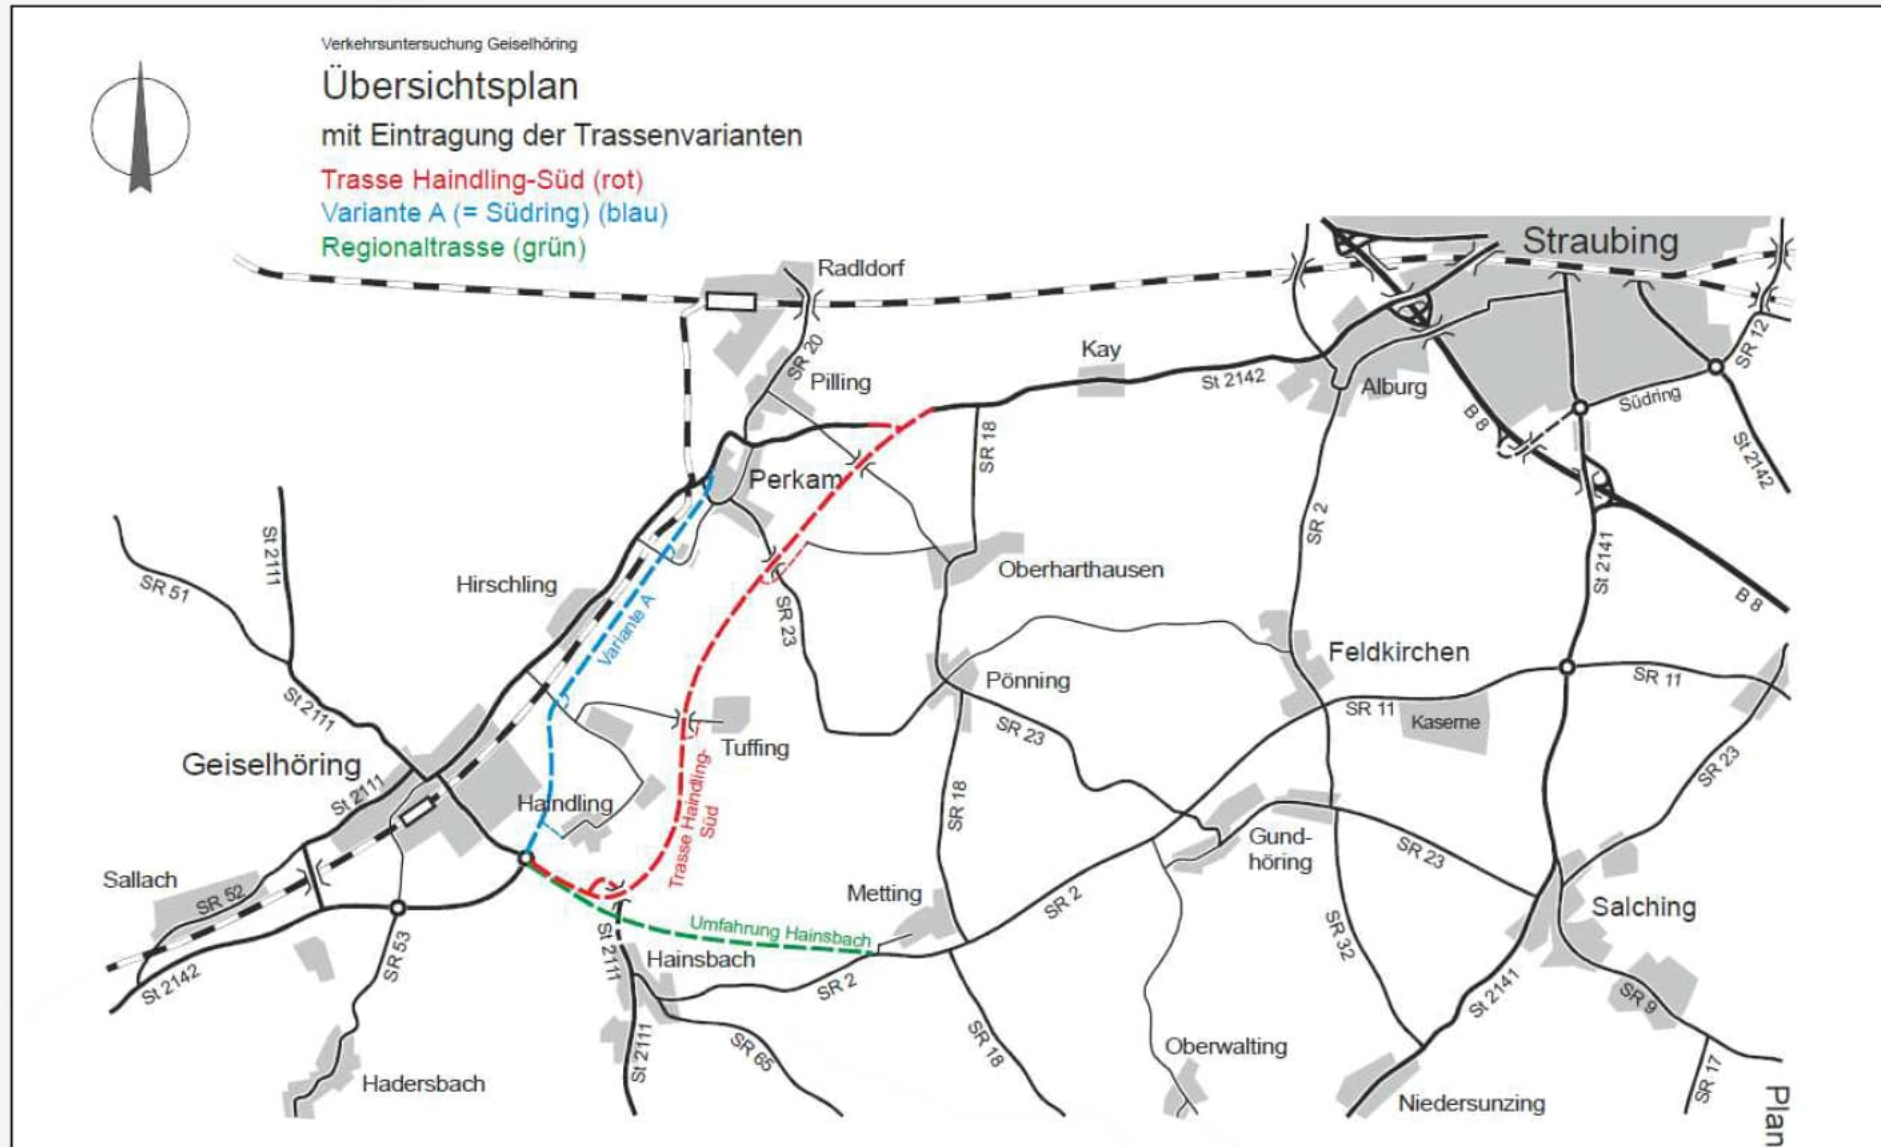 Verkehrsuntersuchung Geiselhöring
Übersichtsplan
mit Eintragung der Trassenvarianten
Trasse Haindling-Süd (rot)
Variante A (= Südring) (blau)
Regionaltrasse (grün)
Straubing
Radldorf
SR 20
SR 12
Kay
St 2142
Pilling
Alburg
B 8
Südring
SR 18
St 2142
Perkam
SR 2
St 2111
SR 51
Hirschling
Oberharthausen
St 2141
B 8
SR 23
Variante A
Feldkirchen
St 2111
Pönning
SR 11
SR 11
Kaserne
SR 23
Tuffing
SR 23
Geiselhöring
St 2111
Haindling
Trasse Haindling-
Süd
SR 18
Gund-
höring
SR 23
Sallach
SR 52
Metting
SR 2
Salching
Umfahrung Hainsbach
SR 32
SR 53
St 2111
Hainsbach
St 2142
SR 2
St 2141
SR 9
St 2111
SR 65
SR 18
Oberwalting
Hadersbach
SR 17
Niedersunzing
Plan